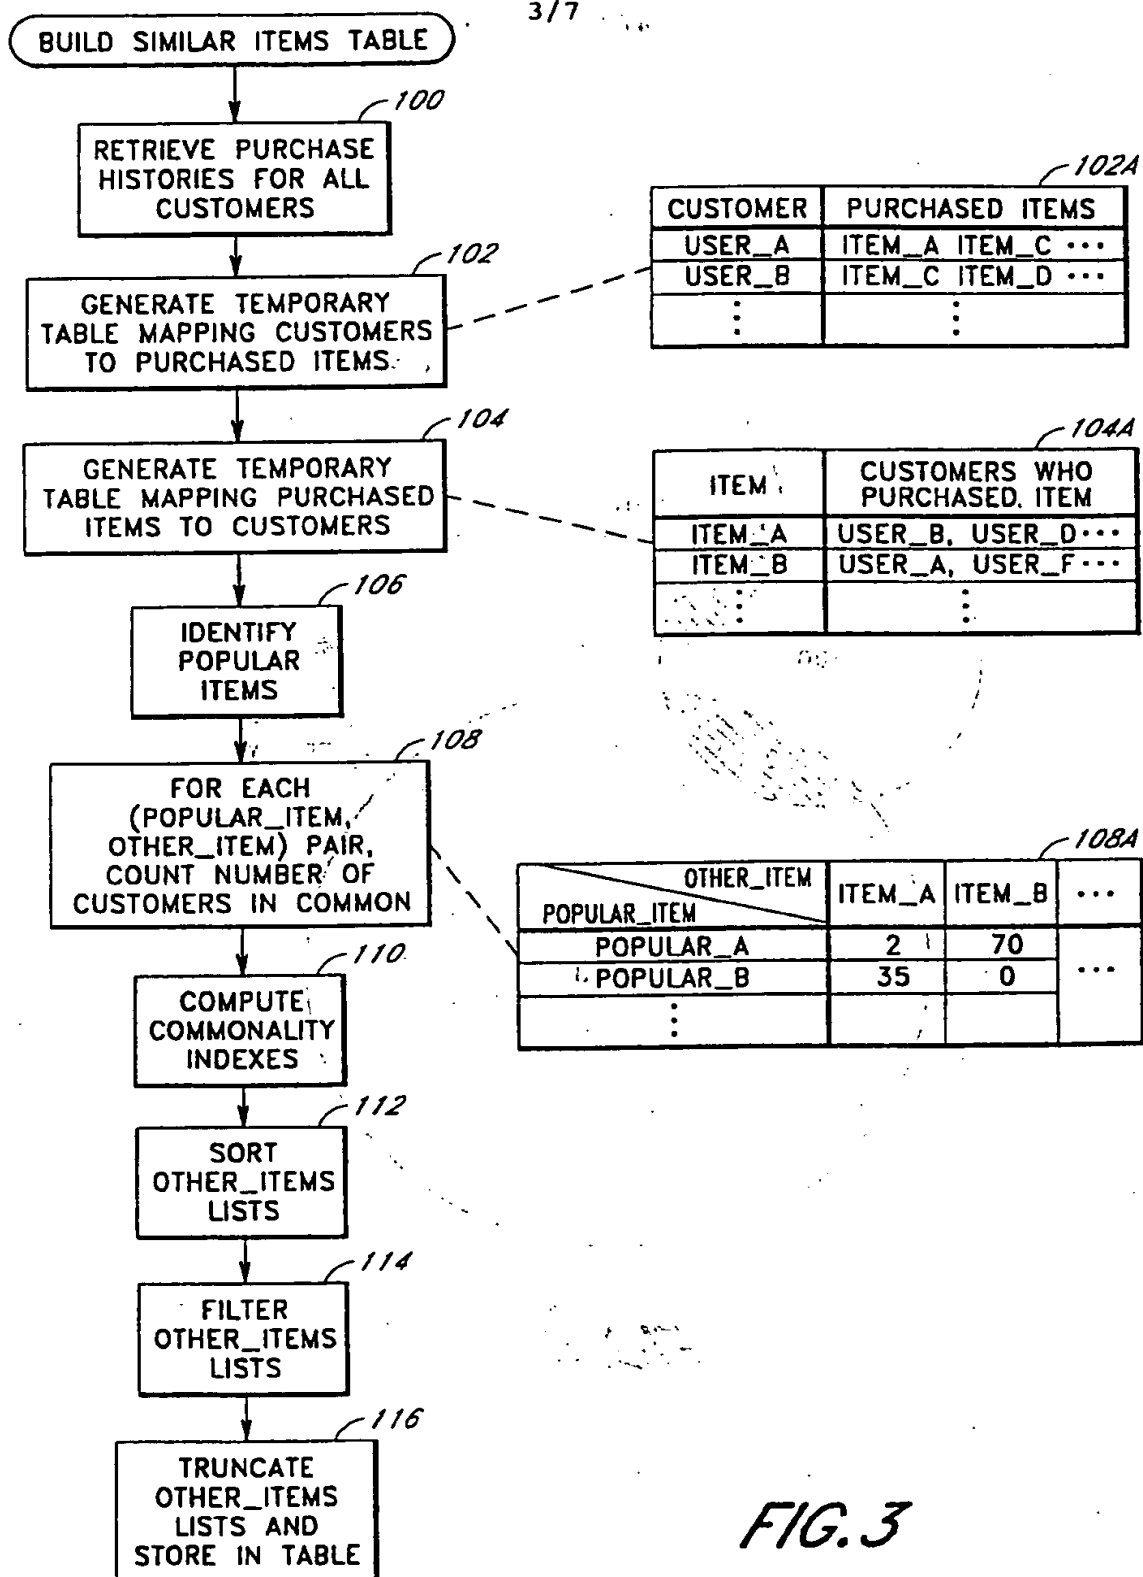 3/7
BUILD SIMILAR ITEMS TABLE
100
RETRIEVE PURCHASE
HISTORIES FOR ALL
CUSTOMERS
102
GENERATE TEMPORARY
TABLE MAPPING CUSTOMERS
TO PURCHASED ITEMS
102A
CUSTOMER PURCHASED ITEMS
USER_A ITEM_A ITEM_C ...
USER_B ITEM_C ITEM_D ...
104
GENERATE TEMPORARY
TABLE MAPPING PURCHASED
ITEMS TO CUSTOMERS
104A
ITEM
CUSTOMERS WHO
PURCHASED ITEM
ITEM_A USER_B, USER_D...
ITEM_B USER_A, USER_F...
106
IDENTIFY
POPULAR
ITEMS
108
FOR EACH
(POPULAR_ITEM,
OTHER_ITEM) PAIR,
COUNT NUMBER OF
CUSTOMERS IN COMMON
108A
OTHER_ITEM
POPULAR_ITEM
ITEM_A ITEM_B ...
POPULAR_A 2 70
POPULAR_B 35 0 ...
110
COMPUTE
COMMONALITY
INDEXES
112
SORT
OTHER_ITEMS
LISTS
114
FILTER
OTHER_ITEMS
LISTS
116
TRUNCATE
OTHER_ITEMS
LISTS AND
STORE IN TABLE
FIG. 3